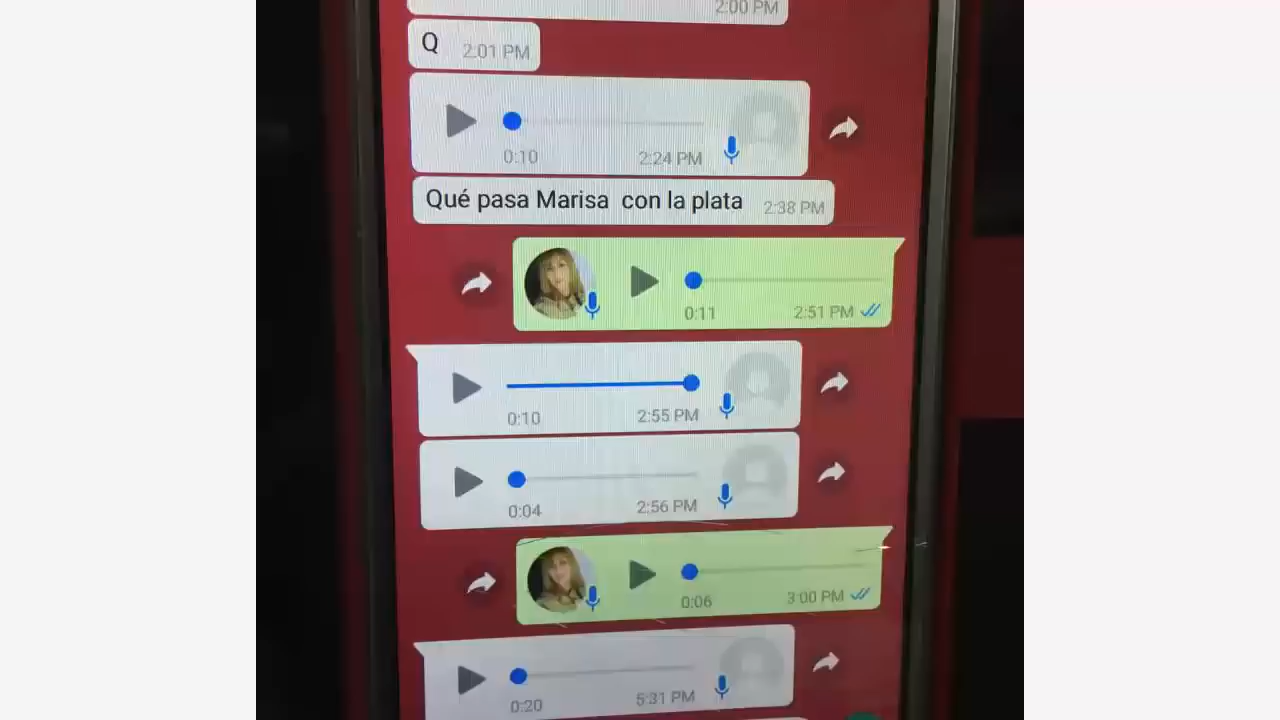 2:00 PM
Q 2:01 PM
0:10 2:24 PM
Qué pasa Marisa con la plata 2:38 PM
0:11 2:51 PM
0:10 2:55 PM
0:04 2:56 PM
0:06 3:00 PM
0:20 5:31 PM